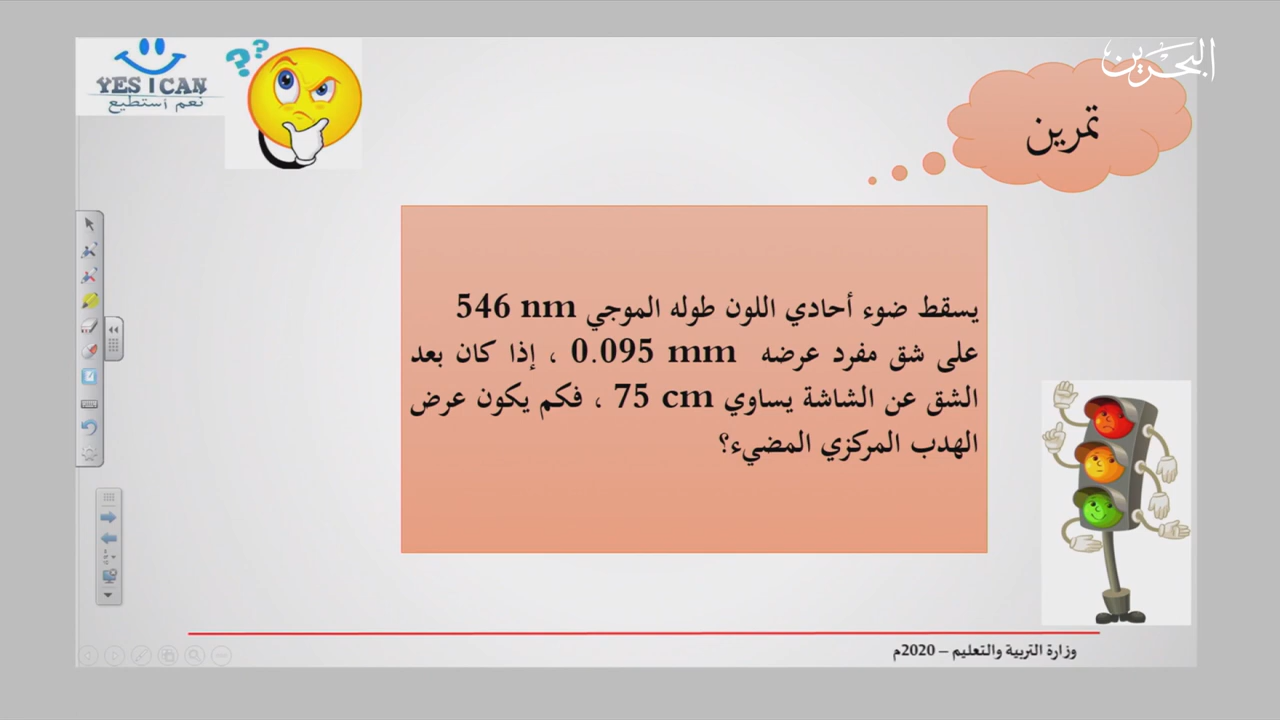 البحرين
YES I CAN
نعم أستطيع
??
تمرين
يسقط ضوء أحادي اللون طوله الموجي 546 nm
على شق مفرد عرضه 0.095 mm ، إذا كان بعد
الشق عن الشاشة يساوي 75 cm ، فكم يكون عرض
الهدب المركزي المضيء؟
وزارة التربية والتعليم – 2020م